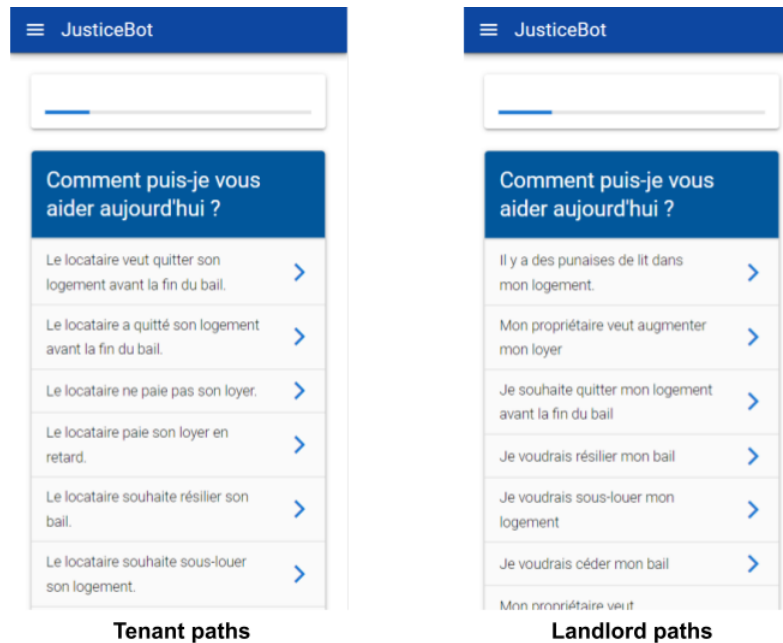 JusticeBot
Comment puis-je vous
aider aujourd'hui ?
Le locataire veut quitter son
logement avant la fin du bail.
Le locataire a quitté son logement
avant la fin du bail.
Le locataire ne paie pas son loyer.
Le locataire paie son loyer en
retard.
Le locataire souhaite résilier son
bail.
Le locataire souhaite sous-louer
son logement.
Tenant paths
JusticeBot
Comment puis-je vous
aider aujourd'hui ?
Il y a des punaises de lit dans
mon logement.
Mon propriétaire veut augmenter
mon loyer
Je souhaite quitter mon logement
avant la fin du bail
Je voudrais résilier mon bail
Je voudrais sous-louer mon
logement
Je voudrais céder mon bail
Mon propriétaire veut
Landlord paths